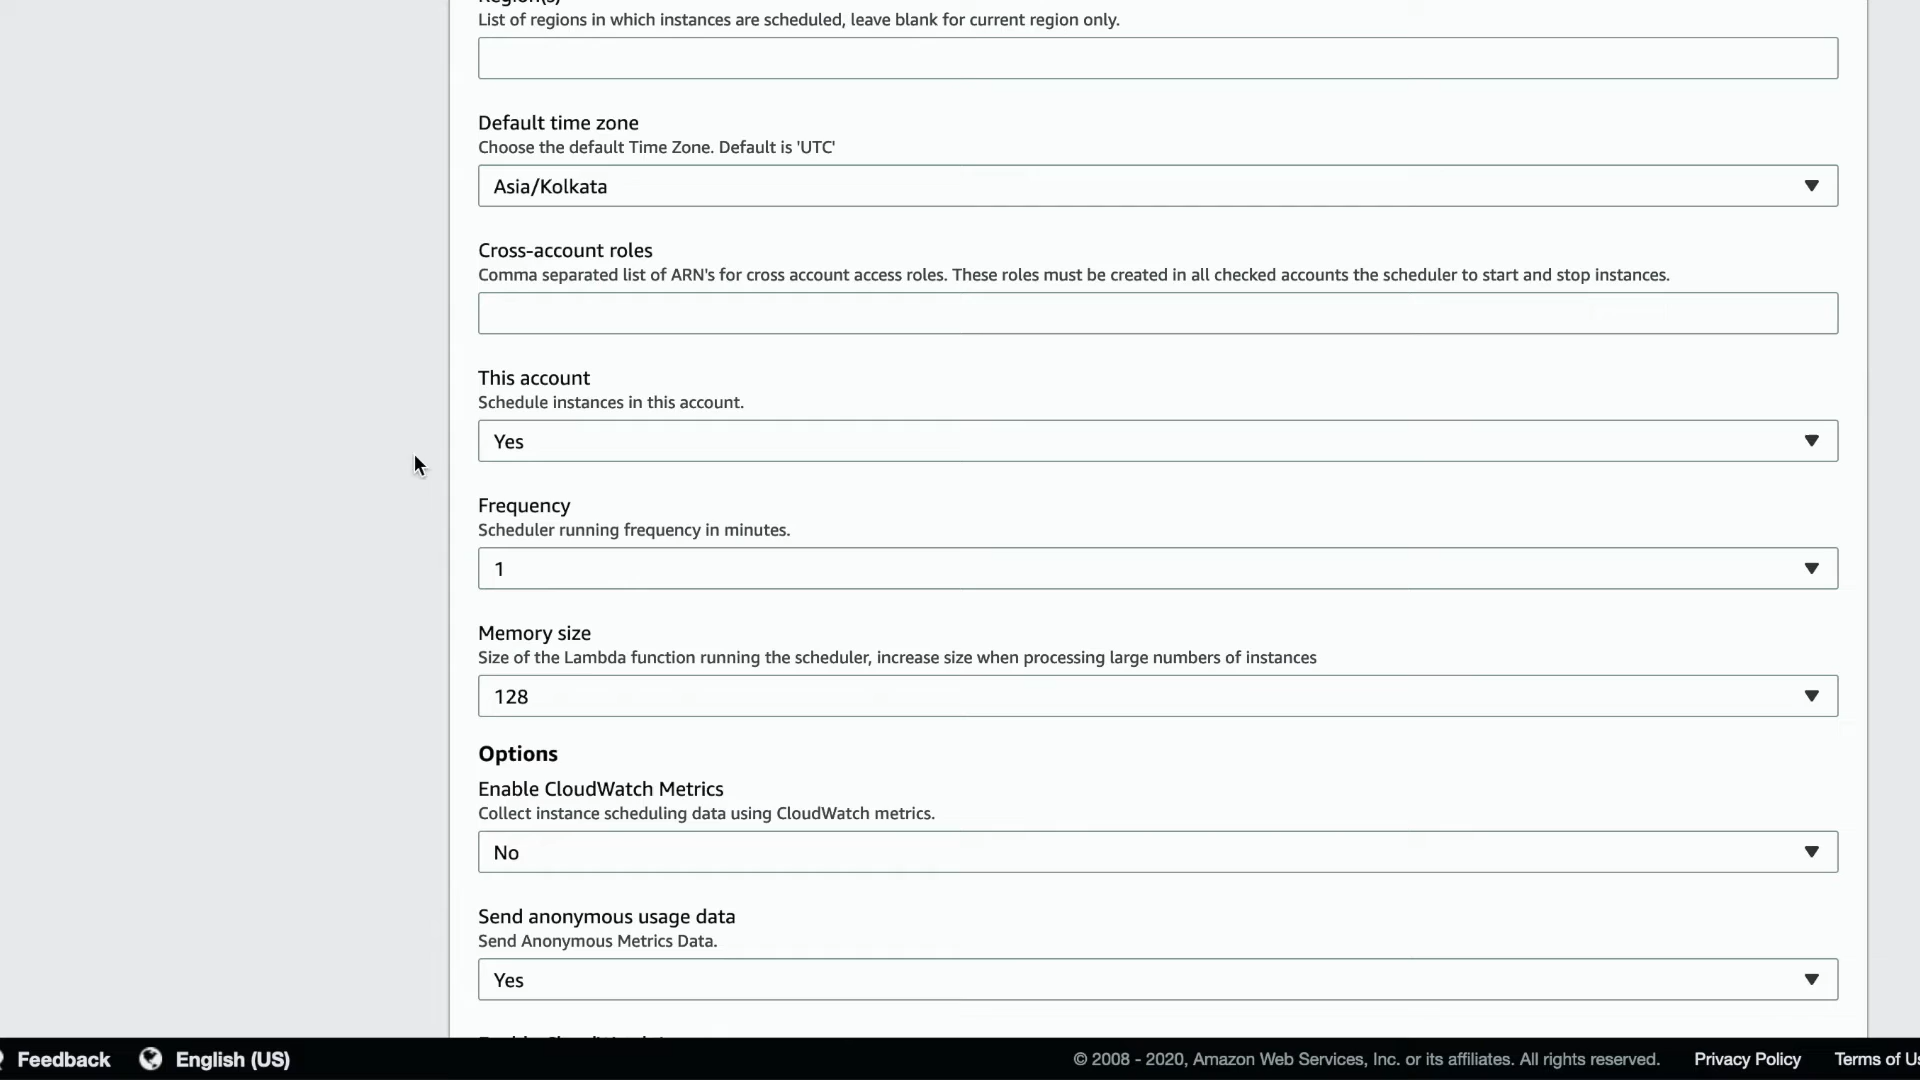 List of regions in which instances are scheduled, leave blank for current region only.
Default time zone
Choose the default Time Zone. Default is 'UTC'
Asia/Kolkata
Cross-account roles
Comma separated list of ARN's for cross account access roles. These roles must be created in all checked accounts the scheduler to start and stop instances.
This account
Schedule instances in this account.
Yes
Frequency
Scheduler running frequency in minutes.
1
Memory size
Size of the Lambda function running the scheduler, increase size when processing large numbers of instances
128
Options
Enable CloudWatch Metrics
Collect instance scheduling data using CloudWatch metrics.
No
Send anonymous usage data
Send Anonymous Metrics Data.
Yes
Feedback English (US) © 2008 - 2020, Amazon Web Services, Inc. or its affiliates. All rights reserved. Privacy Policy Terms of